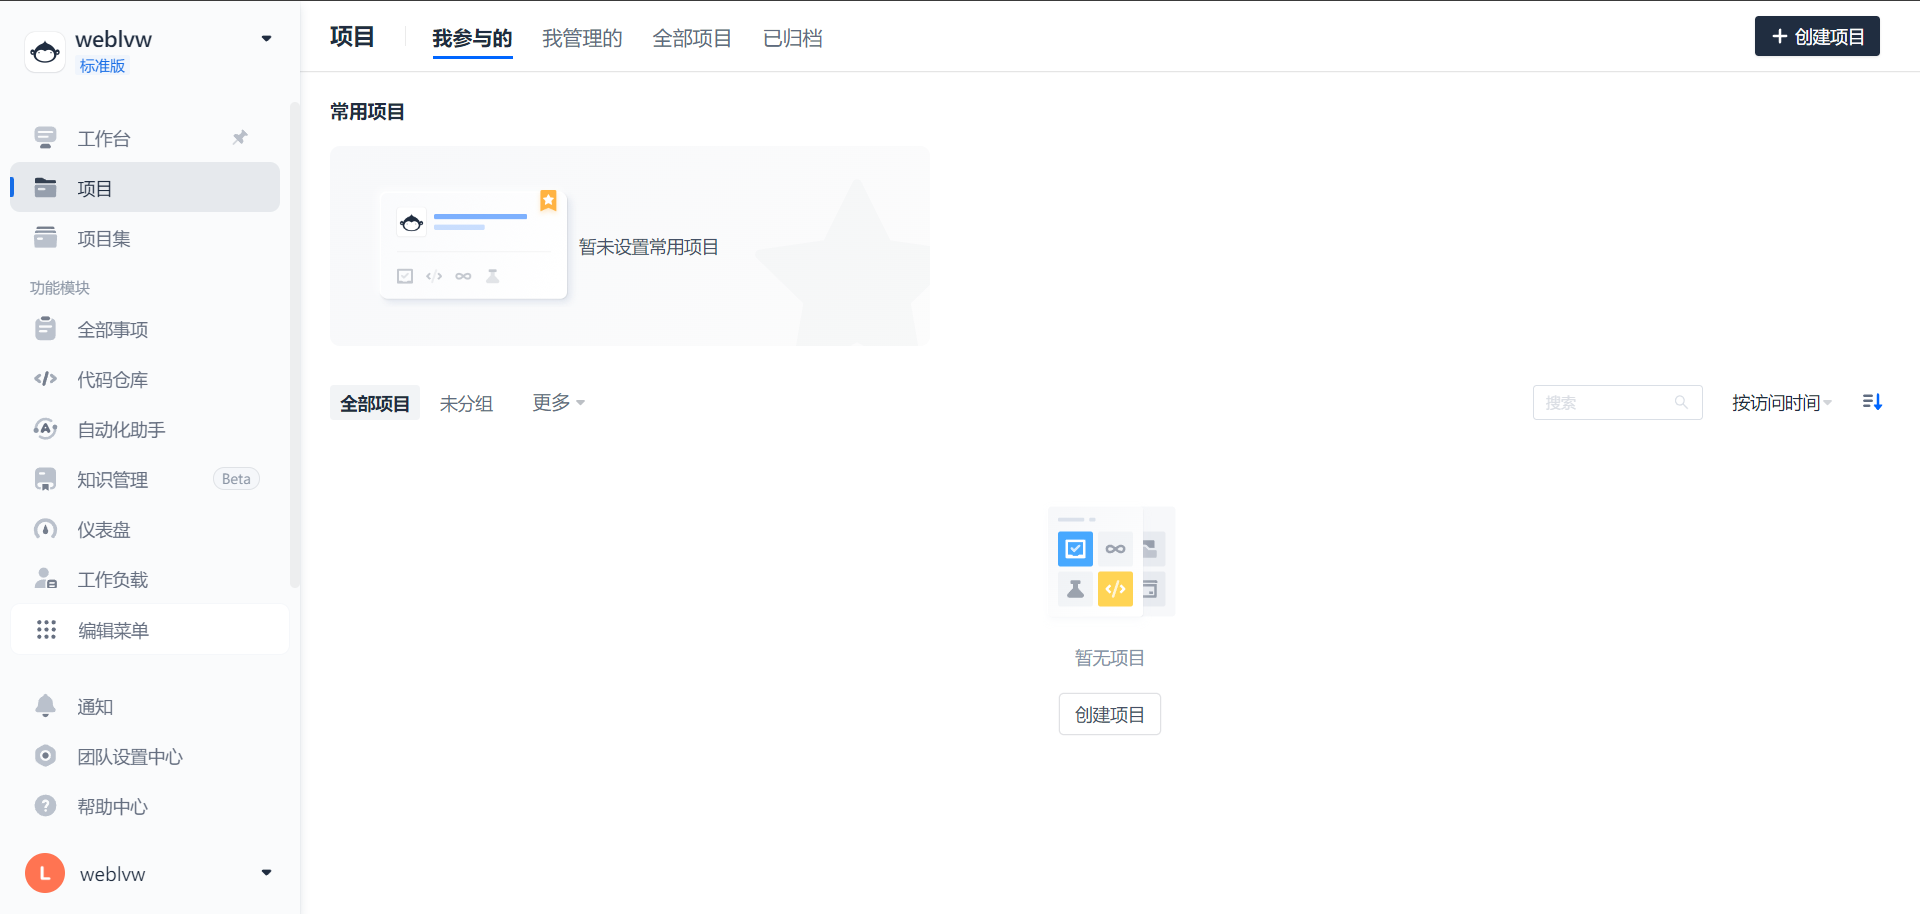 weblvw
标准版
工作台
项目
项目集
功能模块
全部事项
代码仓库
自动化助手
知识管理 Beta
仪表盘
工作负载
编辑菜单
通知
团队设置中心
帮助中心
L weblvw
项目 我参与的 我管理的 全部项目 已归档 创建项目
常用项目
暂未设置常用项目
全部项目 未分组 更多 搜索 按访问时间
暂无项目
创建项目